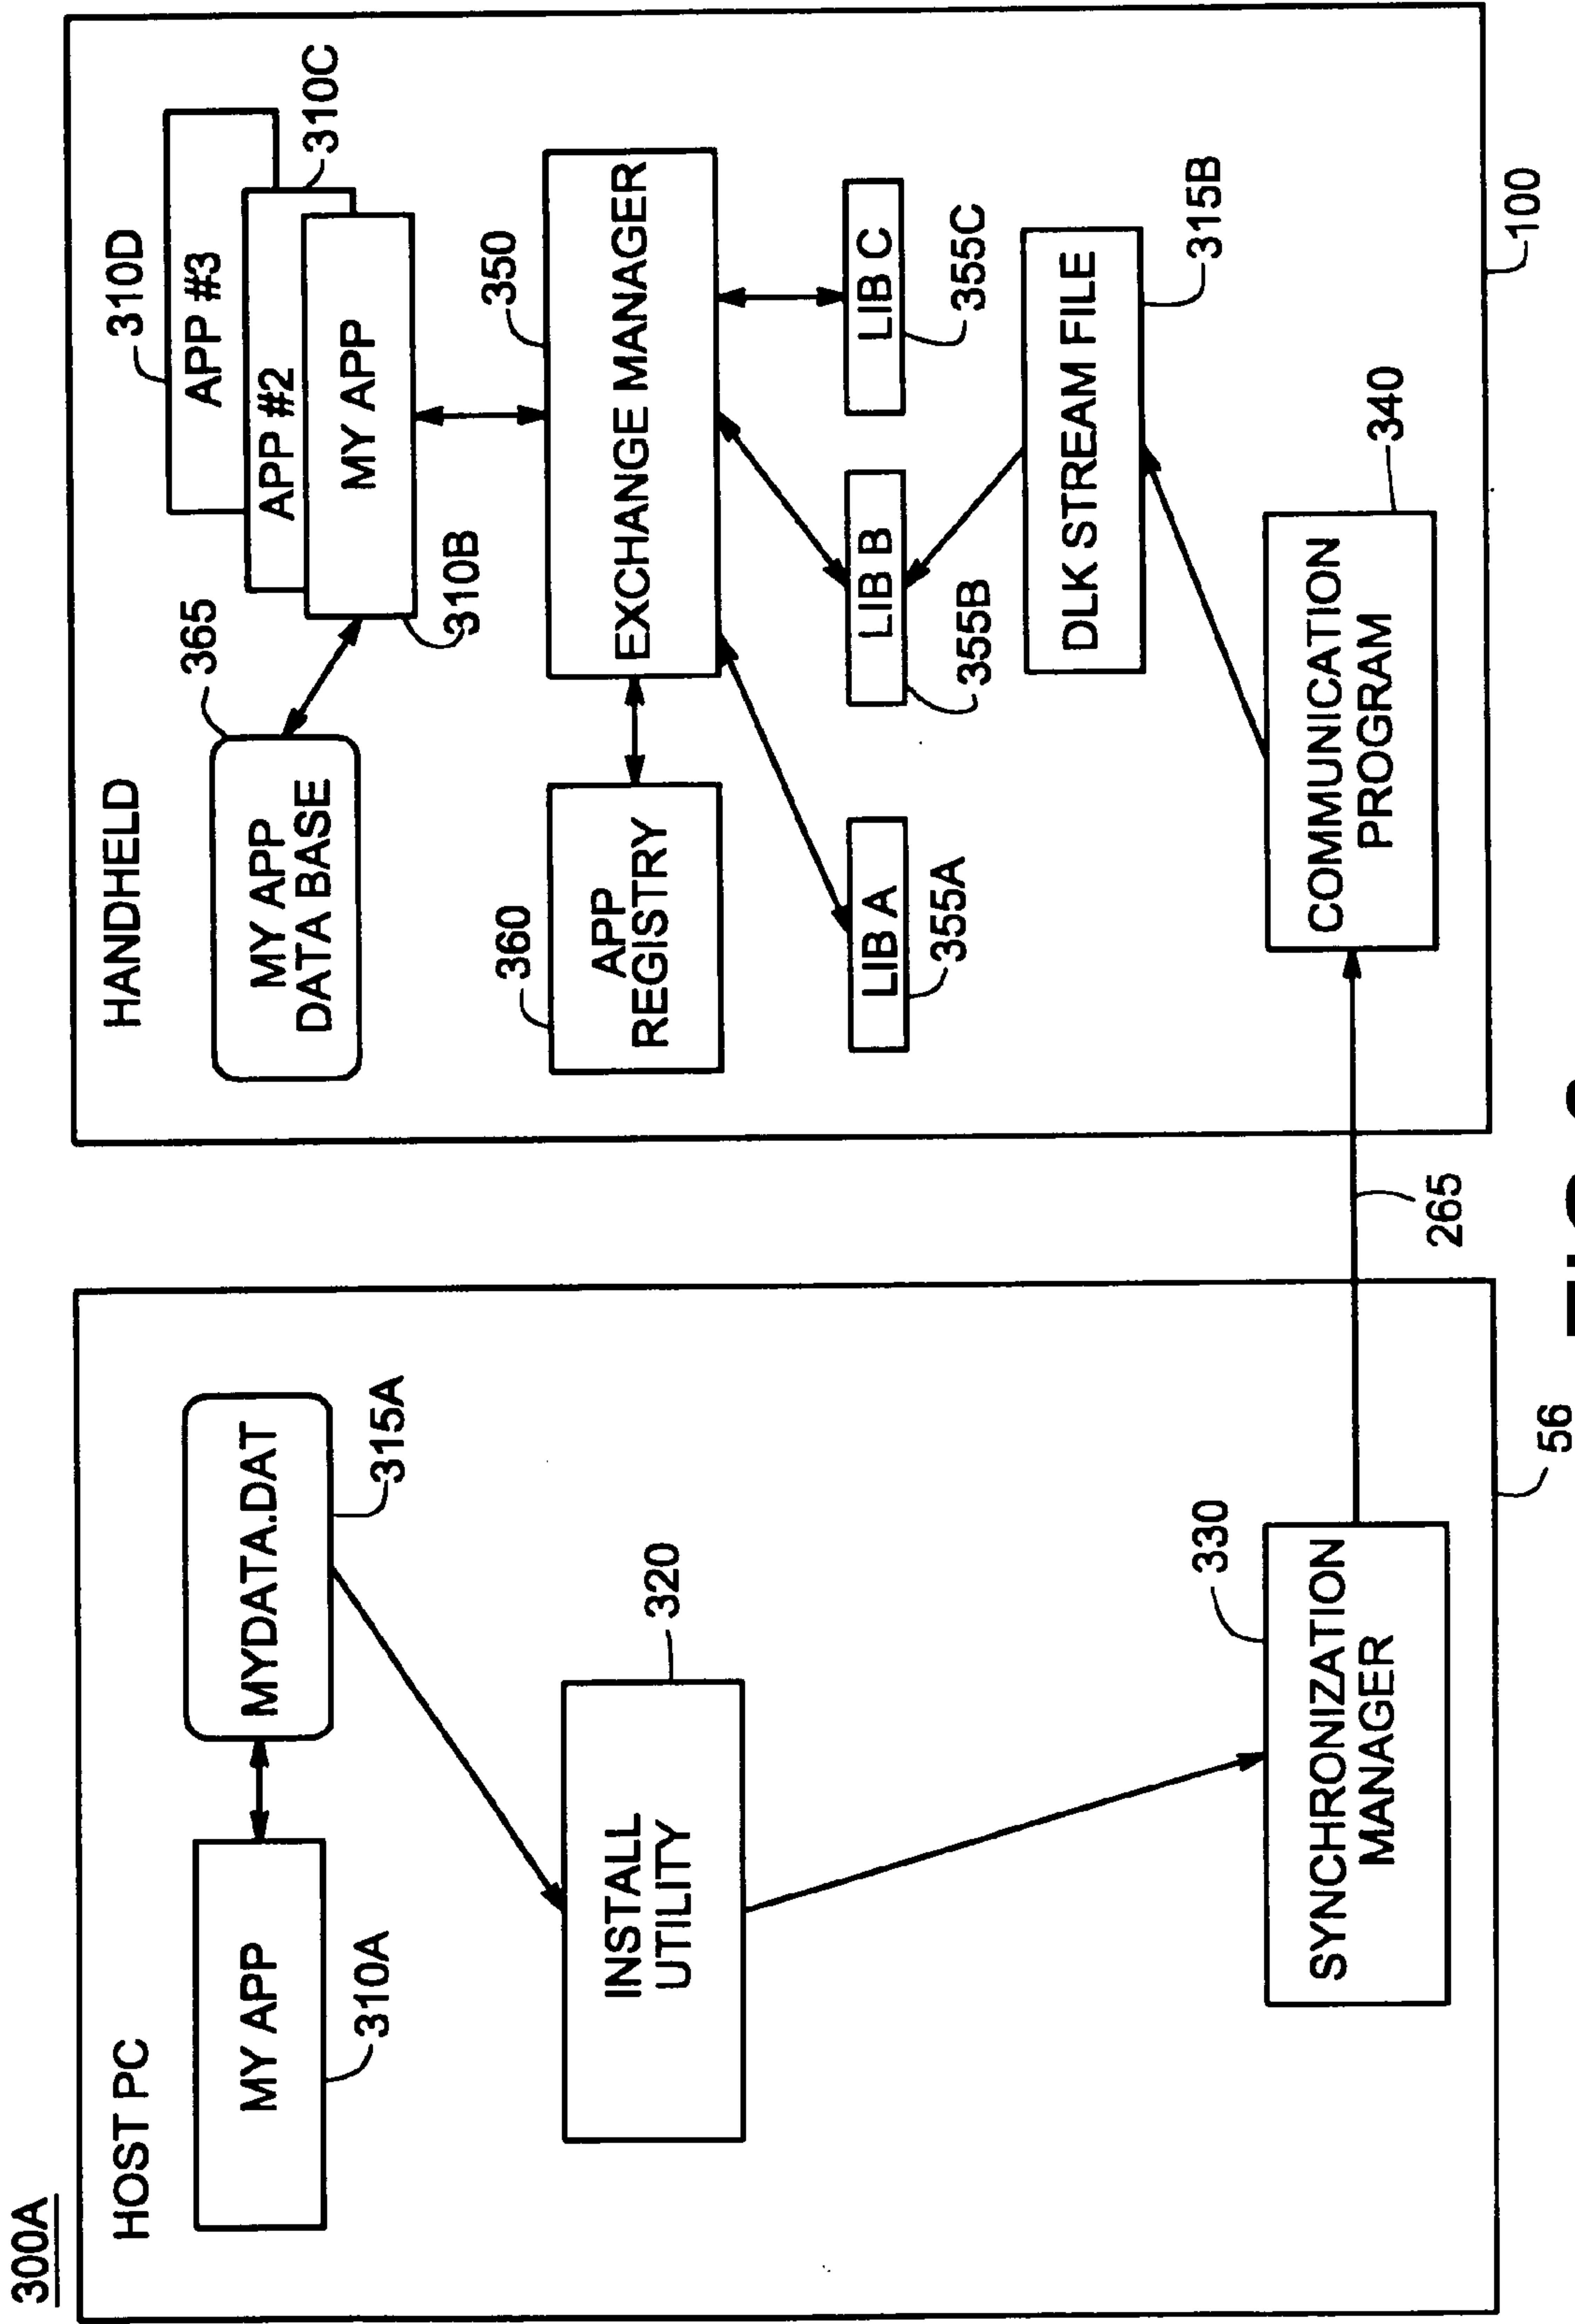 300A
HOST PC
MY APP
310A
MYDATA.DAT
315A
INSTALL
UTILITY
320
SYNCHRONIZATION
MANAGER
330
56
265
HANDHELD
MY APP
DATA BASE
365
APP #3
310D
APP #2
310C
MY APP
310B
EXCHANGE MANAGER
350
APP
REGISTRY
360
LIB A
355A
LIB B
355B
LIB C
355C
DLK STREAM FILE
315B
COMMUNICATION
PROGRAM
340
100